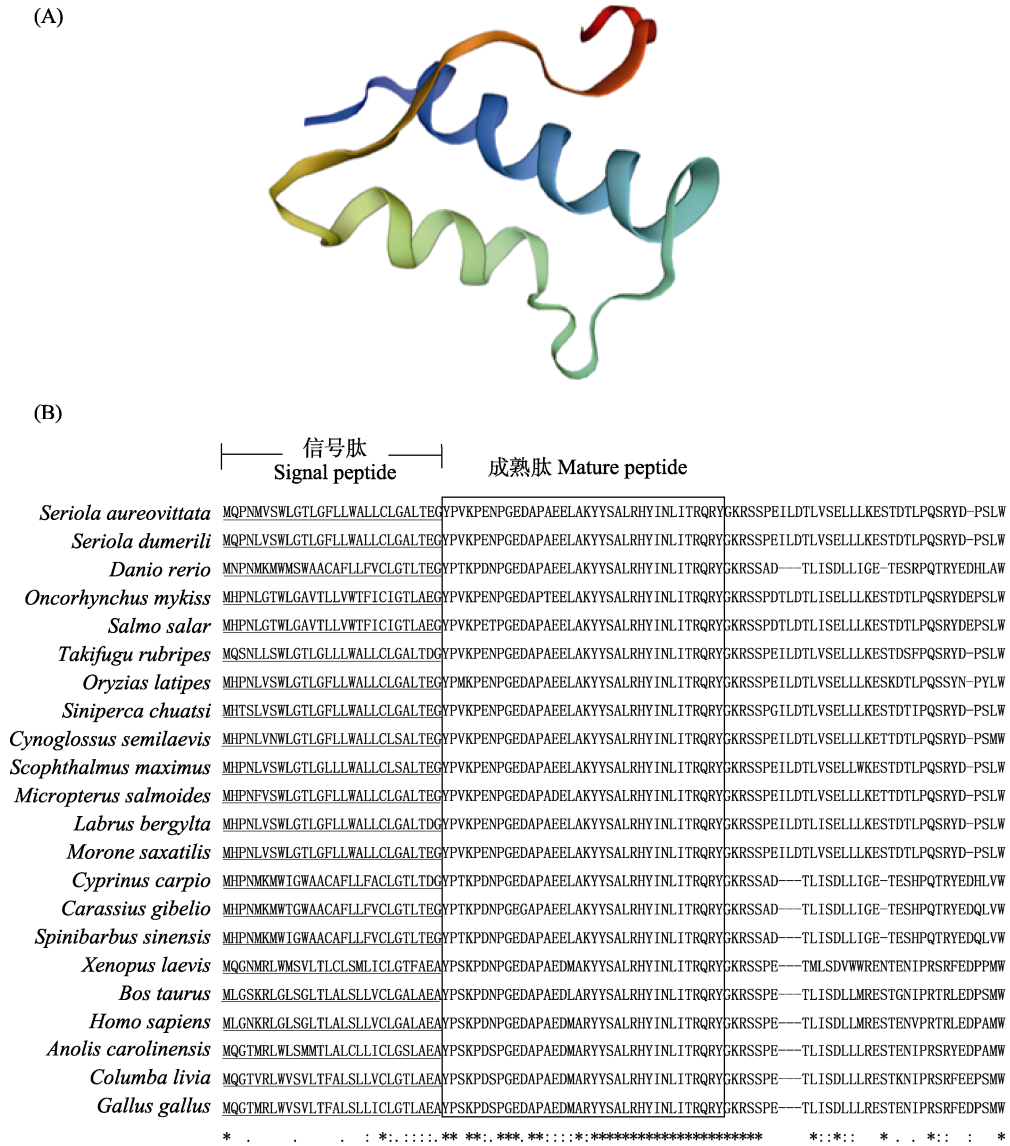 (A)
(B)
信号肽
Signal peptide
成熟肽 Mature peptide
Seriola aureovittata MQPNMVSWLGTLGFLLWALLCLGALTEGYPVKPENPGEDAPAEELAKYYSALRHYINLITRQRYGKRSSPEILDTLVSELLLKESTDTLPQSRYD-PSLW
Seriola dumerili MQPNLVSWLGTLGFLLWALLCLGALTEGYPVKPENPGEDAPAEELAKYYSALRHYINLITRQRYGKRSSPEILDTLVSELLLKESTDTLPQSRYD-PSLW
Danio rerio MNPNMKMWMSWAACAFLLFVCLGTLTEGYPTKPDNPGEDAPAEELAKYYSALRHYINLITRQRYGKRSSAD---TLISDLLIGE-TESRPQTRYEDHLAW
Oncorhynchus mykiss MHPNLGTWLGAVTLLVWTFICIGTLAEGYPVKPENPGEDAPTEELAKYYSALRHYINLITRQRYGKRSSPDTLDTLISELLLKESTDTLPQSRYDEPSLW
Salmo salar MHPNLGTWLGAVTLLVWTFICIGTLAEGYPVKPETPGEDAPTEELAKYYSALRHYINLITRQRYGKRSSPDTLDTLISELLLKESTDTLPQSRYDEPSLW
Takifugu rubripes MQSNLLSWLGTLGLLLWALLCLGALTDGYPVKPENPGEDAPAEELAKYYSALRHYINLITRQRYGKRSSPEILDTLVSELLLKESTDSFPQSRYD-PSLW
Oryzias latipes MHPNLVSWLGTLGFLLWALLCLGALTEGYPMKPENPGEDAPAEELAKYYSALRHYINLITRQRYGKRSSPEILDTLVSELLLKESKDTLPQSSYN-PYLW
Siniperca chuatsi MHTSLVSWLGTLGFLLWALLCLGALTEGYPVKPENPGEDAPAEELAKYYSALRHYINLITRQRYGKRSSPGILDTLVSELLLKESTDTIPQSRYD-PSLW
Cynoglossus semilaevis MHPNLVNWLGTLGFLLWALLCLSALTEGYPVKPENPGEDAPAEELAKYYSALRHYINLITRQRYGKRSSPEILDTLVSELLLKETTDTLPQSRYD-PSMW
Scophthalmus maximus MHPNLVSWLGTLGLLLWALLCLSALTEGYPVKPENPGEDAPAEELAKYYSALRHYINLITRQRYGKRSSPEILDTLVSELLWKESTDTLPQSRYD-PSLW
Micropterus salmoides MHPNFVSWLGTLGFLLWALLCLGALTEGYPVKPENPGEDAPAEELAKYYSALRHYINLITRQRYGKRSSPEILDTLVSELLLKETTDTLPQSRYD-PSLW
Labrus bergylta MHPNLVSWLGTLGFLLWALLCLGALTDGYPVKPENPGEDAPAEELAKYYSALRHYINLITRQRYGKRSSPEILDTLISELLLKESTDTLPQSRYD-PSLW
Morone saxatilis MHPNLVSWLGTLGFLLWALLCLGALTEGYPVKPENPGEDAPAEELAKYYSALRHYINLITRQRYGKRSSPEILDTLVSELLLKESTDTLPQSRYD-PSLW
Cyprinus carpio MHPNMKMWIGWAACAFLLFACLGTLTDGYPTKPDNPGEDAPAEELAKYYSALRHYINLITRQRYGKRSSAD---TLISDLLIGE-TESHPQTRYEDHLVW
Carassius gibelio MHPNMKMWTGWAACAFLLFVCLGTLTEGYPTKPDNPGEGAPAEELAKYYSALRHYINLITRQRYGKRSSAD---TLISDLLIGE-TESHPQTRYEDQLVW
Spinibarbus sinensis MHPNMKMWIGWAACAFLLFVCLGTLTEGYPTKPDNPGEDAPAEELAKYYSALRHYINLITRQRYGKRSSAD---TLISDLLIGE-TESHPQTRYEDQLVW
Xenopus laevis MQGNMRLWMSVLTLCLSMLICLGTFAEAYPSKPDNPGEDAPAEDMAKYYSALRHYINLITRQRYGKRSSPE---TMLSDVWWRENTENIPRSRFEDPPMW
Bos taurus MLGSKRLGLSGLTLALSLLVCLGALAEAYPSKPDNPGEDAPAEDLARYYSALRHYINLITRQRYGKRSSPE---TLISDLLMRESTGNIPRTRLEDPSMW
Homo sapiens MLGNKRLGLSGLTLALSLLVCLGALAEAYPSKPDNPGEDAPAEDMARYYSALRHYINLITRQRYGKRSSPE---TLISDLLMRESTENVPRTRLEDPAMW
Anolis carolinensis MQGTMRLWLSMMTLALCLLICLGSLAEAYPSKPDSPGEDAPAEDMARYYSALRHYINLITRQRYGKRSSPE---TLISDLLLRESTENIPRSRYEDPAMW
Columba livia MQGTVRLWVSVLTFALSLLVCLGTLAEAYPSKPDSPGEDAPAEDMARYYSALRHYINLITRQRYGKRSSPE---TLISDLLLRESTKNIPRSRFEEPSMW
Gallus gallus MQGTMRLWVSVLTFALSLLICLGTLAEAYPSKPDSPGEDAPAEDMARYYSALRHYINLITRQRYGKRSSPE---TLISDLLLRESTENIPRSRFEDPSMW